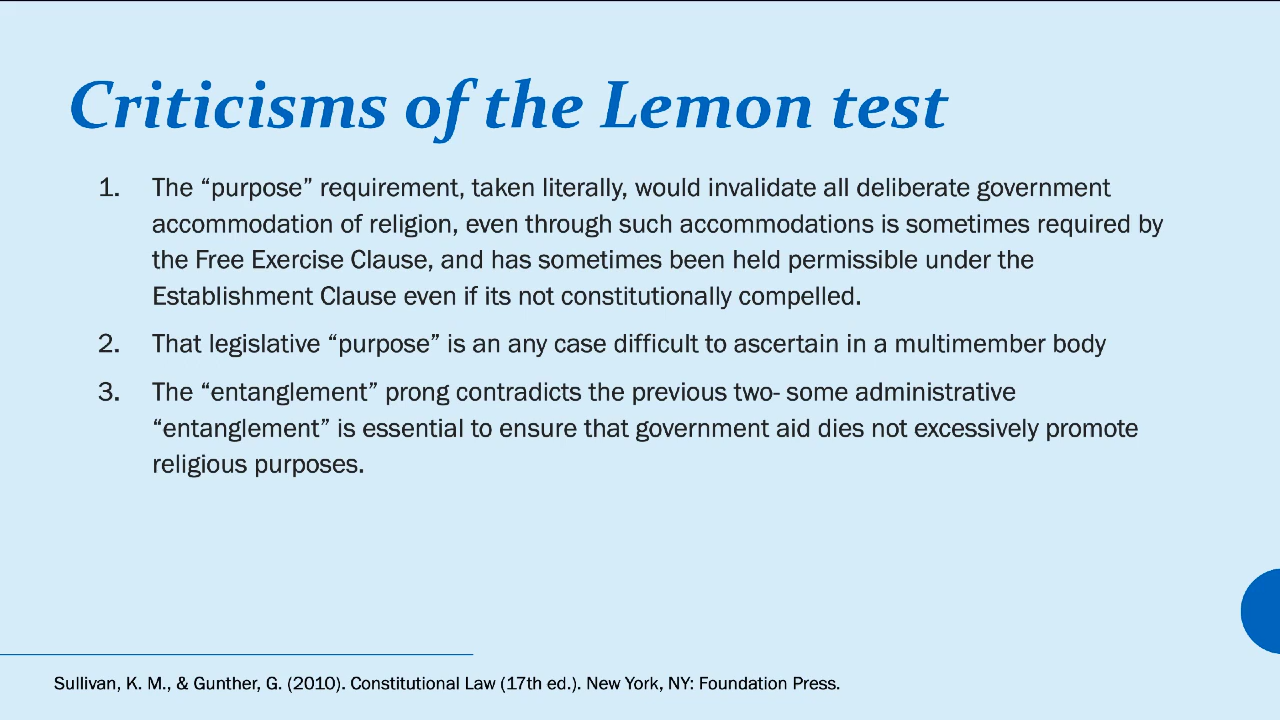 Criticisms of the Lemon test
1. The “purpose” requirement, taken literally, would invalidate all deliberate government
accommodation of religion, even through such accommodations is sometimes required by
the Free Exercise Clause, and has sometimes been held permissible under the
Establishment Clause even if its not constitutionally compelled.
2. That legislative “purpose” is an any case difficult to ascertain in a multimember body
3. The “entanglement” prong contradicts the previous two- some administrative
“entanglement” is essential to ensure that government aid dies not excessively promote
religious purposes.
Sullivan, K. M., & Gunther, G. (2010). Constitutional Law (17th ed.). New York, NY: Foundation Press.